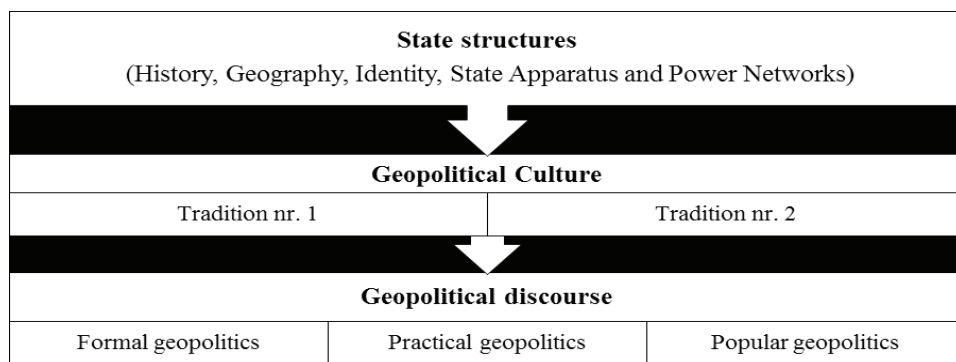 State structures
(History, Geography, Identity, State Apparatus and Power Networks)
Geopolitical Culture
Tradition nr. 1
Tradition nr. 2
Geopolitical discourse
Formal geopolitics
Practical geopolitics
Popular geopolitics